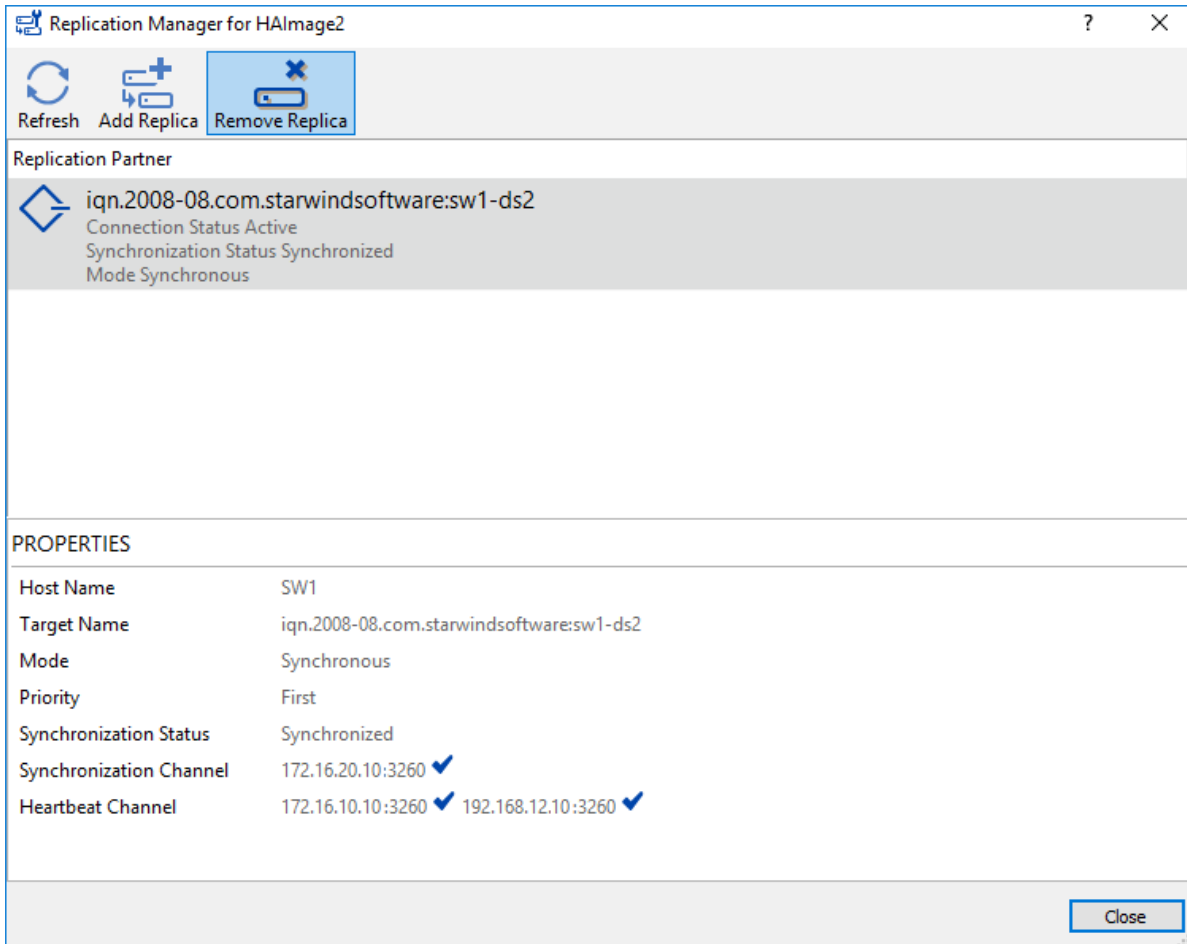 Replication Manager for HAImage2
?
Refresh Add Replica Remove Replica
Replication Partner
iqn.2008-08.com.starwindsoftware:sw1-ds2
Connection Status Active
Synchronization Status Synchronized
Mode Synchronous
PROPERTIES
Host Name SW1
Target Name iqn.2008-08.com.starwindsoftware:sw1-ds2
Mode Synchronous
Priority First
Synchronization Status Synchronized
Synchronization Channel 172.16.20.10:3260
Heartbeat Channel 172.16.10.10:3260 192.168.12.10:3260
Close